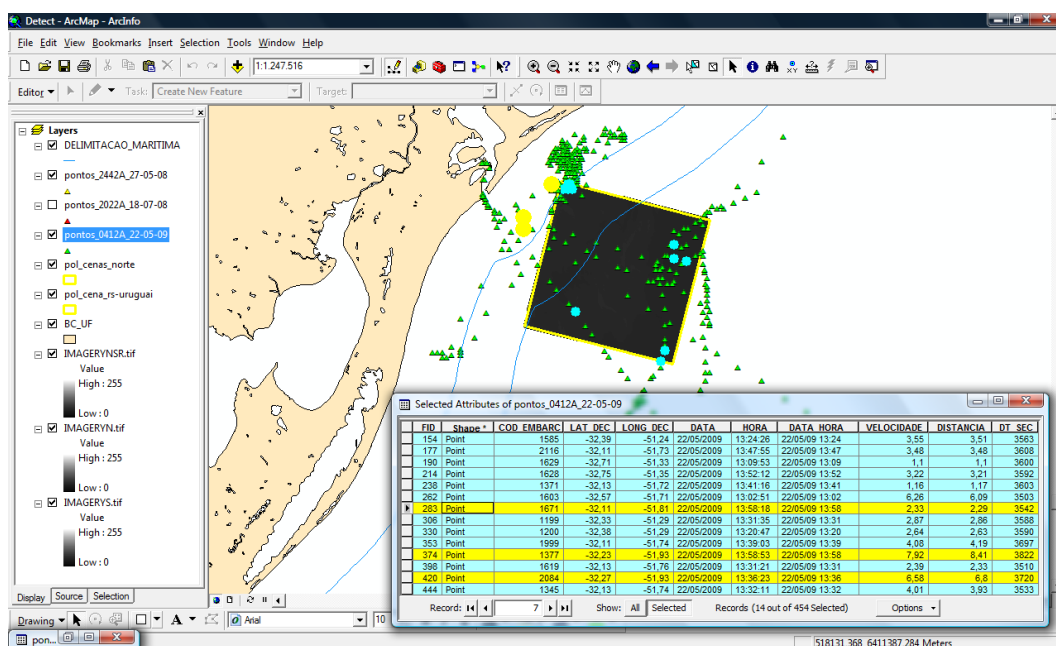 Detect - ArcMap - ArcInfo
File Edit View Bookmarks Insert Selection Tools Window Help
1:1.247.516
Editor Task: Create New Feature Target:
Layers
DELIMITACAO_MARITIMA
pontos_2442A_27-05-08
pontos_2022A_18-07-08
pontos_0412A_22-05-09
pol_cenas_norte
pol_cena_rs-uruguai
BC_UF
IMAGERYNSR.tif
Value
High : 255
Low : 0
IMAGERYN.tif
Value
High : 255
Low : 0
IMAGERYS.tif
Value
High : 255
Low : 0
Display Source Selection
Selected Attributes of pontos_0412A_22-05-09
FID Shape * COD_EMBARC LAT_DEC LONG_DEC DATA HORA DATA_HORA VELOCIDADE DISTANCIA DT_SEC
154 Point 1585 -32,39 -51,24 22/05/2009 13:24:26 22/05/09 13:24 3,55 3,51 3563
177 Point 2116 -32,11 -51,73 22/05/2009 13:47:55 22/05/09 13:47 3,48 3,48 3608
190 Point 1629 -32,71 -51,33 22/05/2009 13:09:53 22/05/09 13:09 1,1 1,1 3600
214 Point 1628 -32,75 -51,35 22/05/2009 13:52:12 22/05/09 13:52 3,22 3,21 3592
238 Point 1371 -32,13 -51,72 22/05/2009 13:41:16 22/05/09 13:41 1,16 1,17 3603
262 Point 1603 -32,57 -51,71 22/05/2009 13:02:51 22/05/09 13:02 6,26 6,09 3503
283 Point 1671 -32,11 -51,81 22/05/2009 13:58:18 22/05/09 13:58 2,33 2,29 3542
306 Point 1199 -32,33 -51,29 22/05/2009 13:31:35 22/05/09 13:31 2,87 2,86 3588
330 Point 1200 -32,38 -51,29 22/05/2009 13:20:47 22/05/09 13:20 2,64 2,63 3590
353 Point 1999 -32,11 -51,74 22/05/2009 13:39:03 22/05/09 13:39 4,08 4,19 3697
374 Point 1377 -32,23 -51,93 22/05/2009 13:58:53 22/05/09 13:58 7,92 8,41 3822
398 Point 1619 -32,13 -51,76 22/05/2009 13:31:21 22/05/09 13:31 2,39 2,33 3510
420 Point 2084 -32,27 -51,93 22/05/2009 13:36:23 22/05/09 13:36 6,58 6,8 3720
444 Point 1345 -32,13 -51,74 22/05/2009 13:32:11 22/05/09 13:32 4,01 3,93 3533
Record: 7 Show: All Selected Records (14 out of 454 Selected) Options
Drawing A Arial 10
pon...
518131,368 6411387,284 Meters